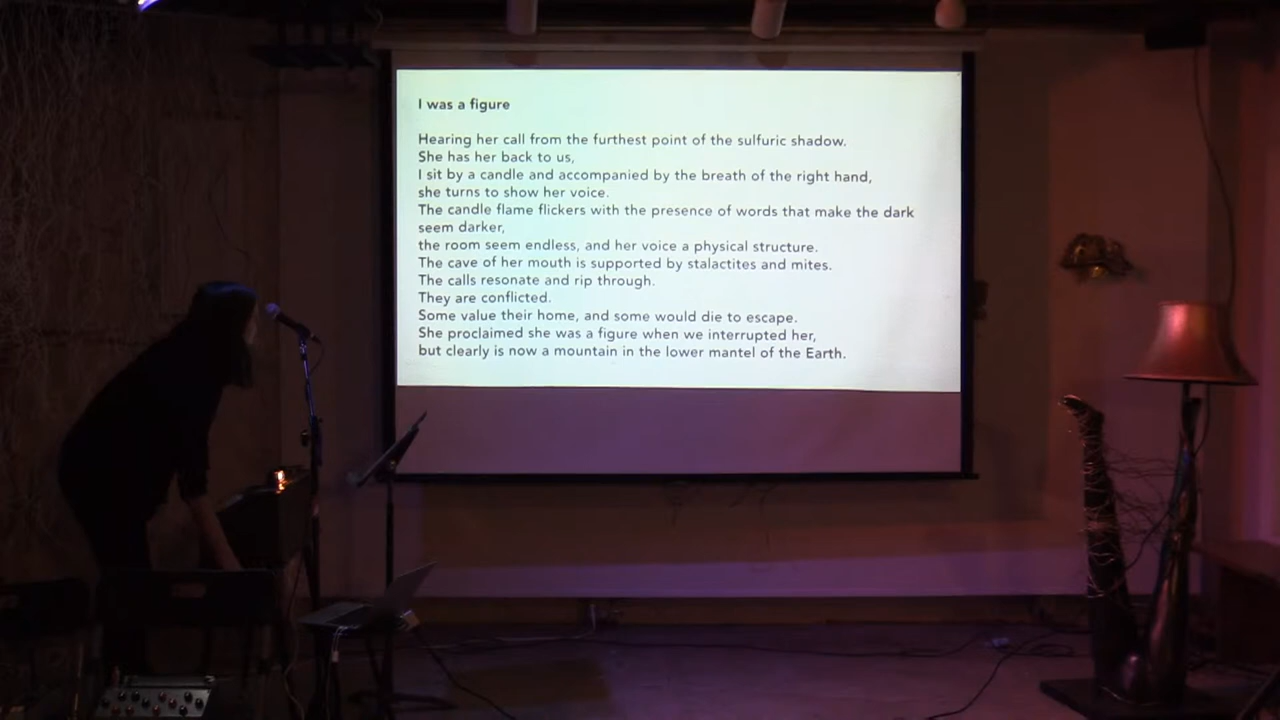 I was a figure
Hearing her call from the furthest point of the sulfuric shadow.
She has her back to us,
I sit by a candle and accompanied by the breath of the right hand,
she turns to show her voice.
The candle flame flickers with the presence of words that make the dark
seem darker,
the room seem endless, and her voice a physical structure.
The cave of her mouth is supported by stalactites and mites.
The calls resonate and rip through.
They are conflicted.
Some value their home, and some would die to escape.
She proclaimed she was a figure when we interrupted her,
but clearly is now a mountain in the lower mantel of the Earth.